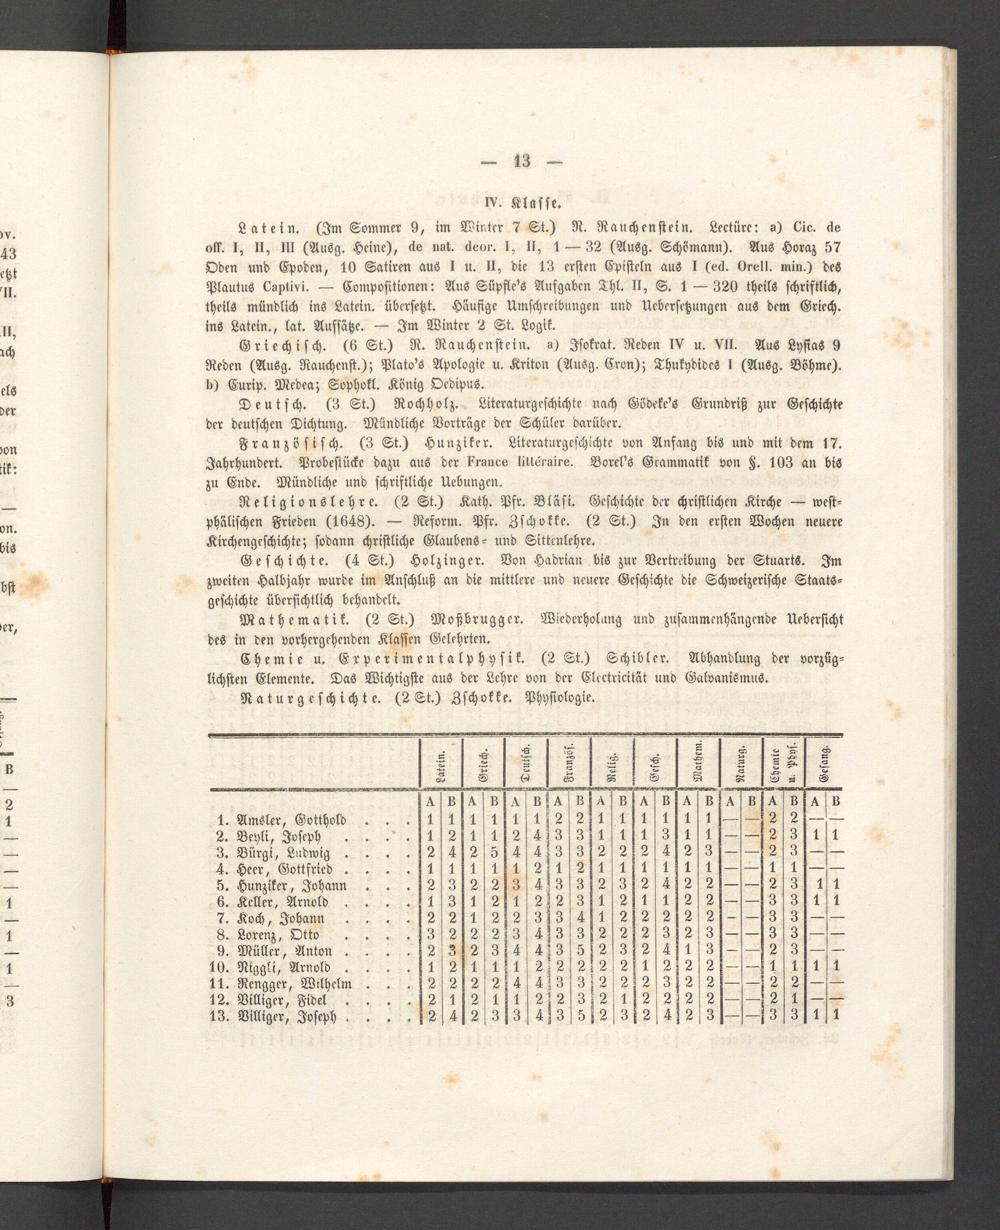 ov.
43
etzt
VII.
II,
ach
els
der
von
tik:
—
on.
bis
bst
per,
B
—
2
1
—
—
—
1
—
1
—
1
—
3
— 13 —
IV. Klasse.
Latein. (Im Sommer 9, im Winter 7 St.) R. Rauchenstein. Lectüre: a) Cic. de
off. I, II, III (Ausg. Heine), de nat. deor. I, II, 1 — 32 (Ausg. Schömann). Aus Horaz 57
Oden und Epoden, 10 Satiren aus I u. II, die 13 ersten Episteln aus I (ed. Orell. min.) des
Plautus Captivi. — Compositionen: Aus Süpfle's Aufgaben Thl. II, S. 1 — 320 theils schriftlich,
theils mündlich ins Latein. übersetzt. Häufige Umschreibungen und Uebersetzungen aus dem Griech.
ins Latein., lat. Aufsätze. — Im Winter 2 St. Logik.
Griechisch. (6 St.) R. Rauchenstein. a) Isokrat. Reden IV u. VII. Aus Lysias 9
Reden (Ausg. Rauchenst.); Plato's Apologie u. Kriton (Ausg. Cron); Thukydides I (Ausg. Böhme).
b) Eurip. Medea; Sophokl. König Oedipus.
Deutsch. (3 St.) Rochholz. Literaturgeschichte nach Gödeke's Grundriß zur Geschichte
der deutschen Dichtung. Mündliche Vorträge der Schüler darüber.
Französisch. (3 St.) Hunziker. Literaturgeschichte von Anfang bis und mit dem 17.
Jahrhundert. Probestücke dazu aus der France littéraire. Borel's Grammatik von §. 103 an bis
zu Ende. Mündliche und schriftliche Uebungen.
Religionslehre. (2 St.) Kath. Pfr. Bläsi. Geschichte der christlichen Kirche — west-
phälischen Frieden (1648). — Reform. Pfr. Zschokke. (2 St.) In den ersten Wochen neuere
Kirchengeschichte; sodann christliche Glaubens- und Sittenlehre.
Geschichte. (4 St.) Holzinger. Von Hadrian bis zur Vertreibung der Stuarts. Im
zweiten Halbjahr wurde im Anschluß an die mittlere und neuere Geschichte die Schweizerische Staats-
geschichte übersichtlich behandelt.
Mathematik. (2 St.) Moßbrugger. Wiederholung und zusammenhängende Uebersicht
des in den vorhergehenden Klassen Gelehrten.
Chemie u. Experimentalphysik. (2 St.) Schibler. Abhandlung der vorzüg-
lichsten Elemente. Das Wichtigste aus der Lehre von der Electricität und Galvanismus.
Naturgeschichte. (2 St.) Zschokke. Physiologie.
Latein. Griech. Deutsch. Französ. Relig. Gesch. Mathem. Naturg. Chemie u. Phys. Gesang.
A B A B A B A B A B A B A B A B A B A B
1. Amsler, Gotthold . . . 1 1 1 1 1 1 2 2 1 1 1 1 1 1 — — 2 2 — —
2. Beyli, Joseph . . . . 1 2 1 1 2 4 3 3 1 1 1 3 1 1 — — 2 3 1 1
3. Bürgi, Ludwig . . . . 2 4 2 5 4 4 3 3 2 2 2 4 2 3 — — 2 3 — —
4. Heer, Gottfried . . . . 1 1 1 1 1 2 1 2 1 1 1 1 1 1 — — 1 1 — —
5. Hunziker, Johann . . . 2 3 2 2 3 4 3 3 2 3 2 4 2 2 — — 2 3 1 1
6. Keller, Arnold . . . . 1 3 1 2 1 2 2 3 1 2 1 1 2 2 — — 3 3 1 1
7. Koch, Johann . . . . 2 2 1 2 2 3 3 4 1 2 2 2 2 2 — — 3 3 — —
8. Lorenz, Otto . . . . 3 2 2 2 3 4 3 3 2 2 2 3 2 3 — — 3 3 — —
9. Müller, Anton . . . . 2 3 2 3 4 4 3 5 2 3 2 4 1 3 — — 2 3 — —
10. Niggli, Arnold . . . . 1 2 1 1 1 2 2 2 2 2 1 2 2 2 — — 1 1 1 1
11. Rengger, Wilhelm . . . 2 2 2 2 4 4 3 3 2 2 2 3 2 2 — — 2 2 — —
12. Villiger, Fidel . . . . 2 1 2 1 1 2 2 3 2 1 2 2 2 2 — — 2 1 — —
13. Villiger, Joseph . . . . 2 4 2 3 3 4 3 5 2 3 2 4 2 3 — — 3 3 1 1